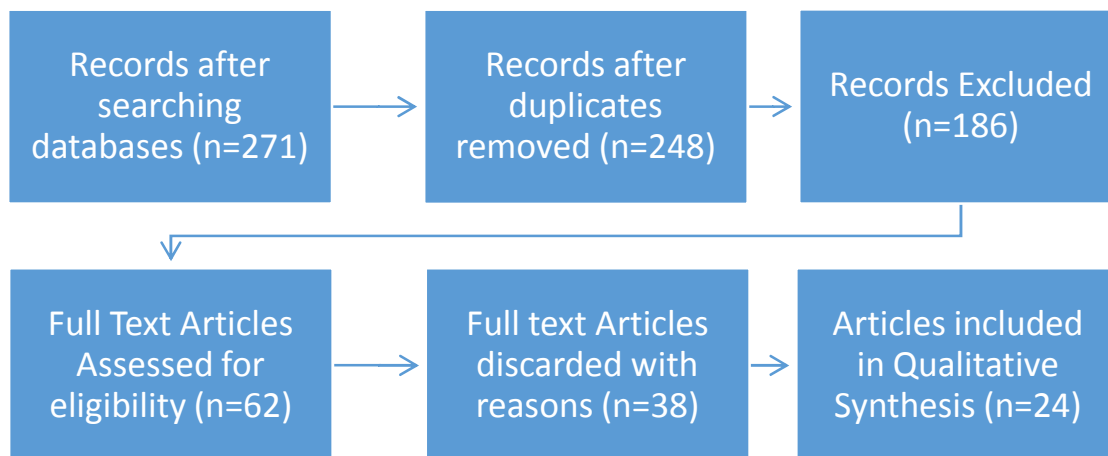 Records after
searching
databases (n=271)
Records after
duplicates
removed (n=248)
Records Excluded
(n=186)
Full Text Articles
Assessed for
eligibility (n=62)
Full text Articles
discarded with
reasons (n=38)
Articles included
in Qualitative
Synthesis (n=24)